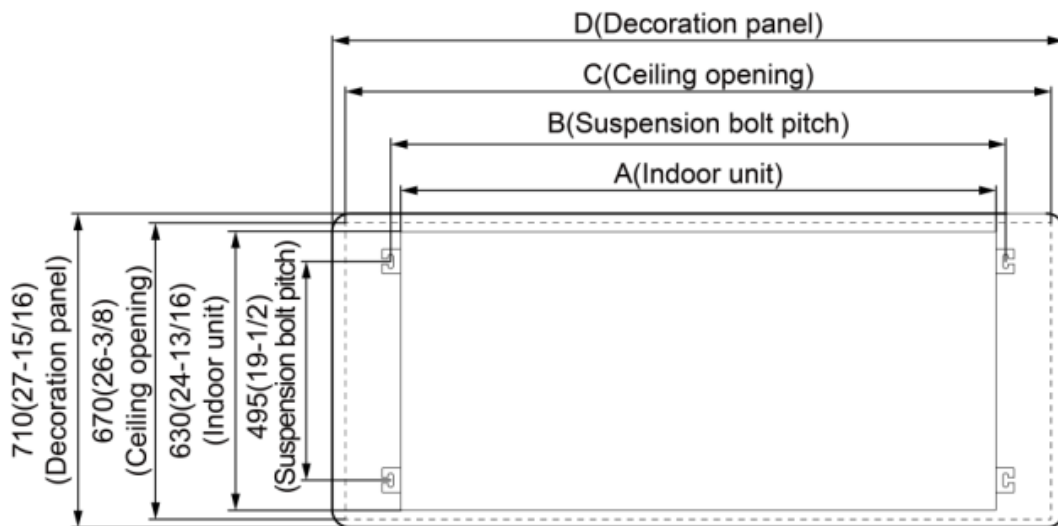 D(Decoration panel)
C(Ceiling opening)
B(Suspension bolt pitch)
A(Indoor unit)
710(27-15/16)
(Decoration panel)
670(26-3/8)
(Ceiling opening)
630(24-13/16)
(Indoor unit)
495(19-1/2)
(Suspension bolt pitch)